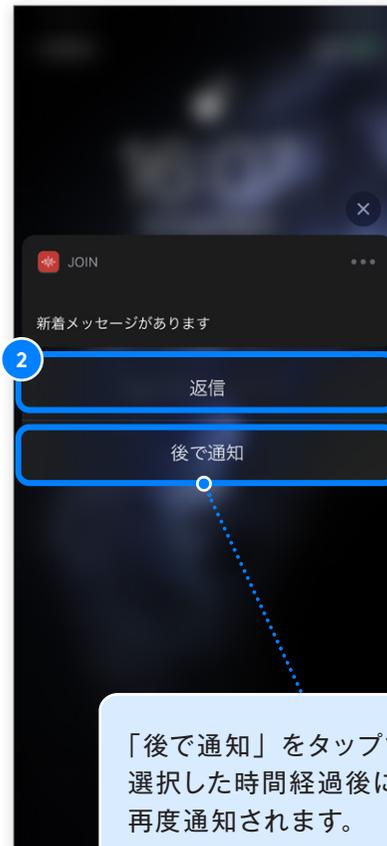 16:07
JOIN
新着メッセージがあります
2
返信
後で通知
「後で通知」をタップ
選択した時間経過後に
再度通知されます。